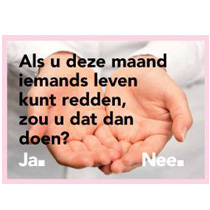 Als u deze maand
iemands leven
kunt redden,
zou u dat dan
doen?
Ja. Nee.